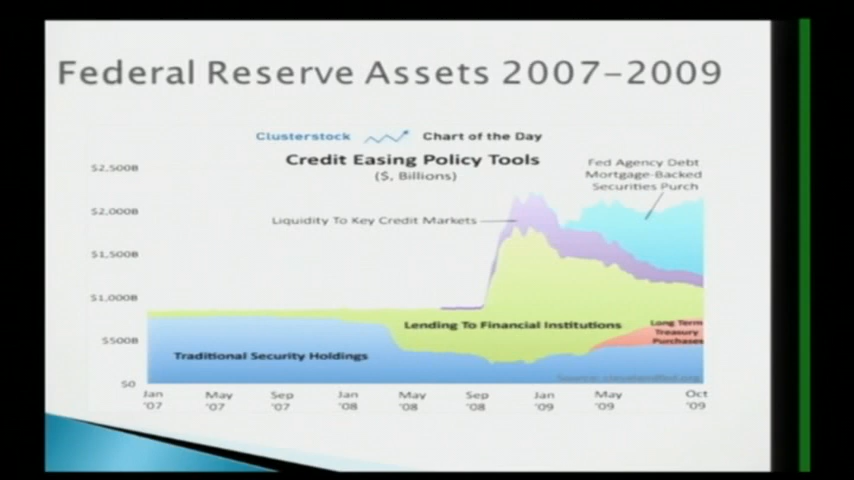 Federal Reserve Assets 2007–2009
Clusterstock Chart of the Day
Credit Easing Policy Tools
($, Billions)
Fed Agency Debt
Mortgage-Backed
Securities Purch
Liquidity To Key Credit Markets
$2,500B
$2,000B
$1,500B
$1,000B
$500B
$0
Lending To Financial Institutions
Long Term
Treasury
Purchases
Traditional Security Holdings
Source: clevelandfed.org
Jan '07
May '07
Sep '07
Jan '08
May '08
Sep '08
Jan '09
May '09
Oct '09